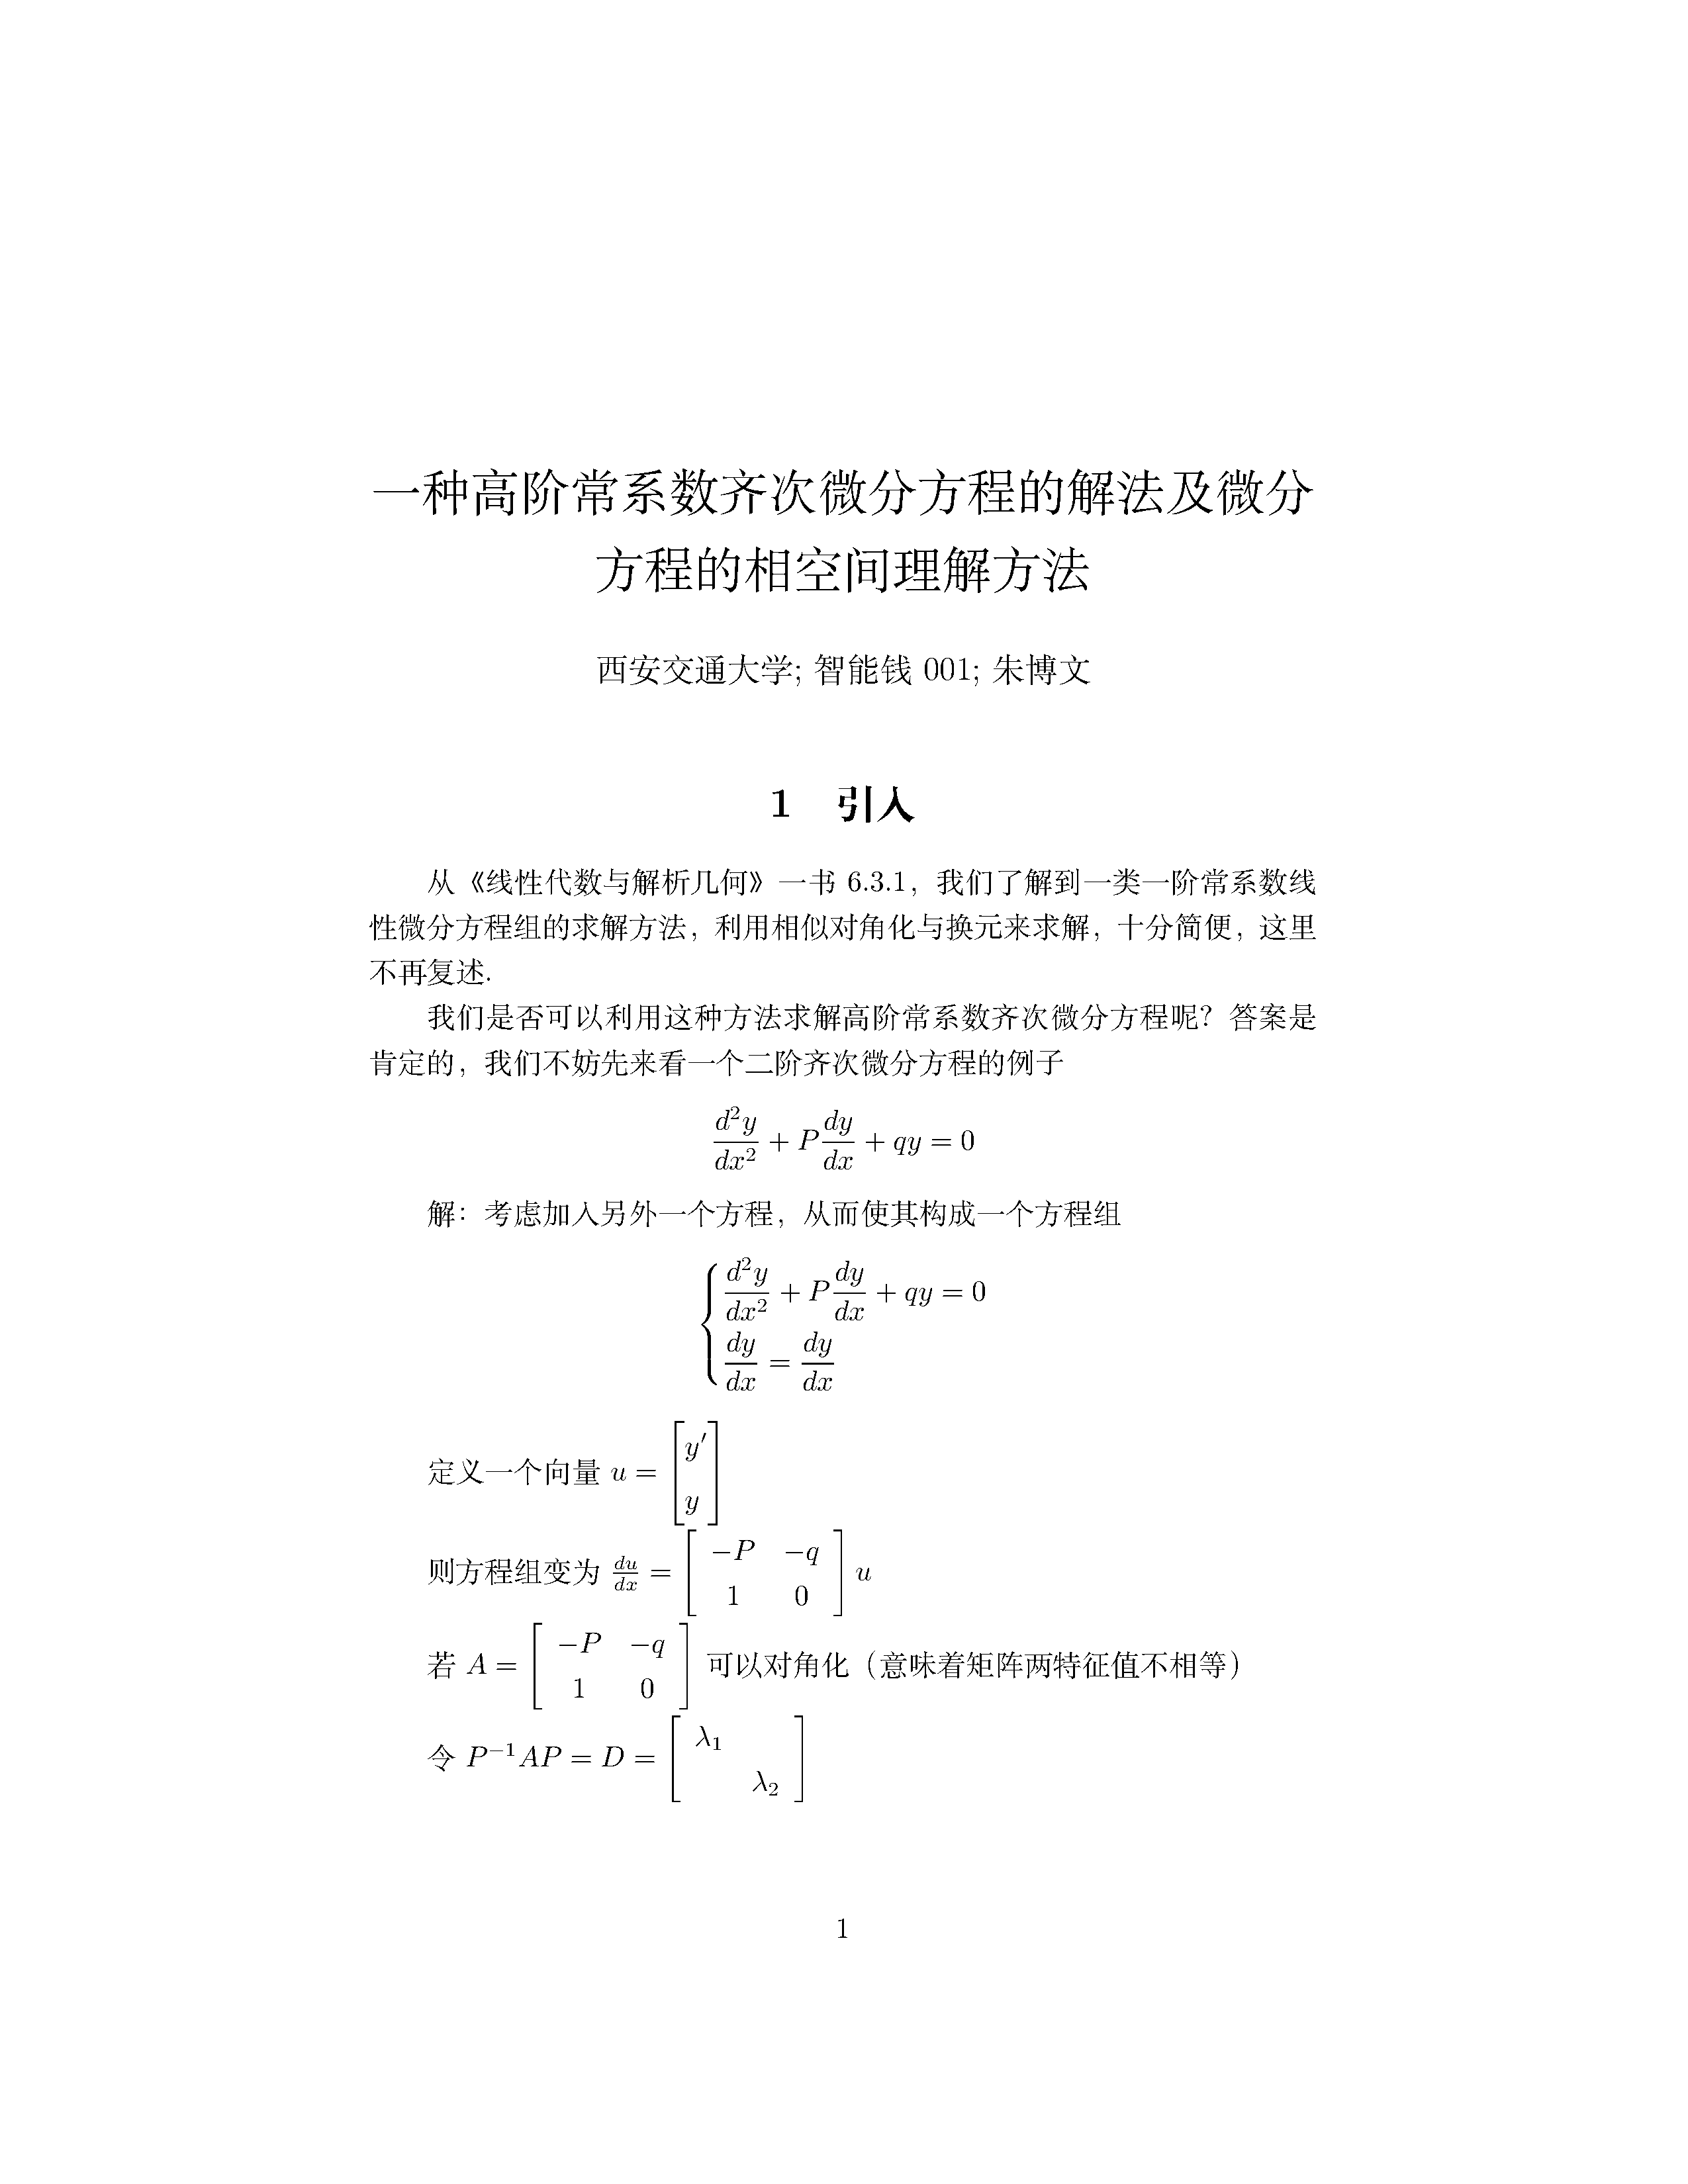 一种高阶常系数齐次微分方程的解法及微分
方程的相空间理解方法
西安交通大学; 智能钱 001; 朱博文
1 引入
从《线性代数与解析几何》一书 6.3.1，我们了解到一类一阶常系数线
性微分方程组的求解方法，利用相似对角化与换元来求解，十分简便，这里
不再复述.
我们是否可以利用这种方法求解高阶常系数齐次微分方程呢？答案是
肯定的，我们不妨先来看一个二阶齐次微分方程的例子
$\frac{d^2y}{dx^2} + P\frac{dy}{dx} + qy = 0$
解：考虑加入另外一个方程，从而使其构成一个方程组
$\begin{cases} \frac{d^2y}{dx^2} + P\frac{dy}{dx} + qy = 0 \\ \frac{dy}{dx} = \frac{dy}{dx} \end{cases}$
定义一个向量 $u = \begin{bmatrix} y' \\ y \end{bmatrix}$
则方程组变为 $\frac{du}{dx} = \begin{bmatrix} -P & -q \\ 1 & 0 \end{bmatrix} u$
若 $A = \begin{bmatrix} -P & -q \\ 1 & 0 \end{bmatrix}$ 可以对角化（意味着矩阵两特征值不相等）
令 $P^{-1}AP = D = \begin{bmatrix} \lambda_1 & \\ & \lambda_2 \end{bmatrix}$
1